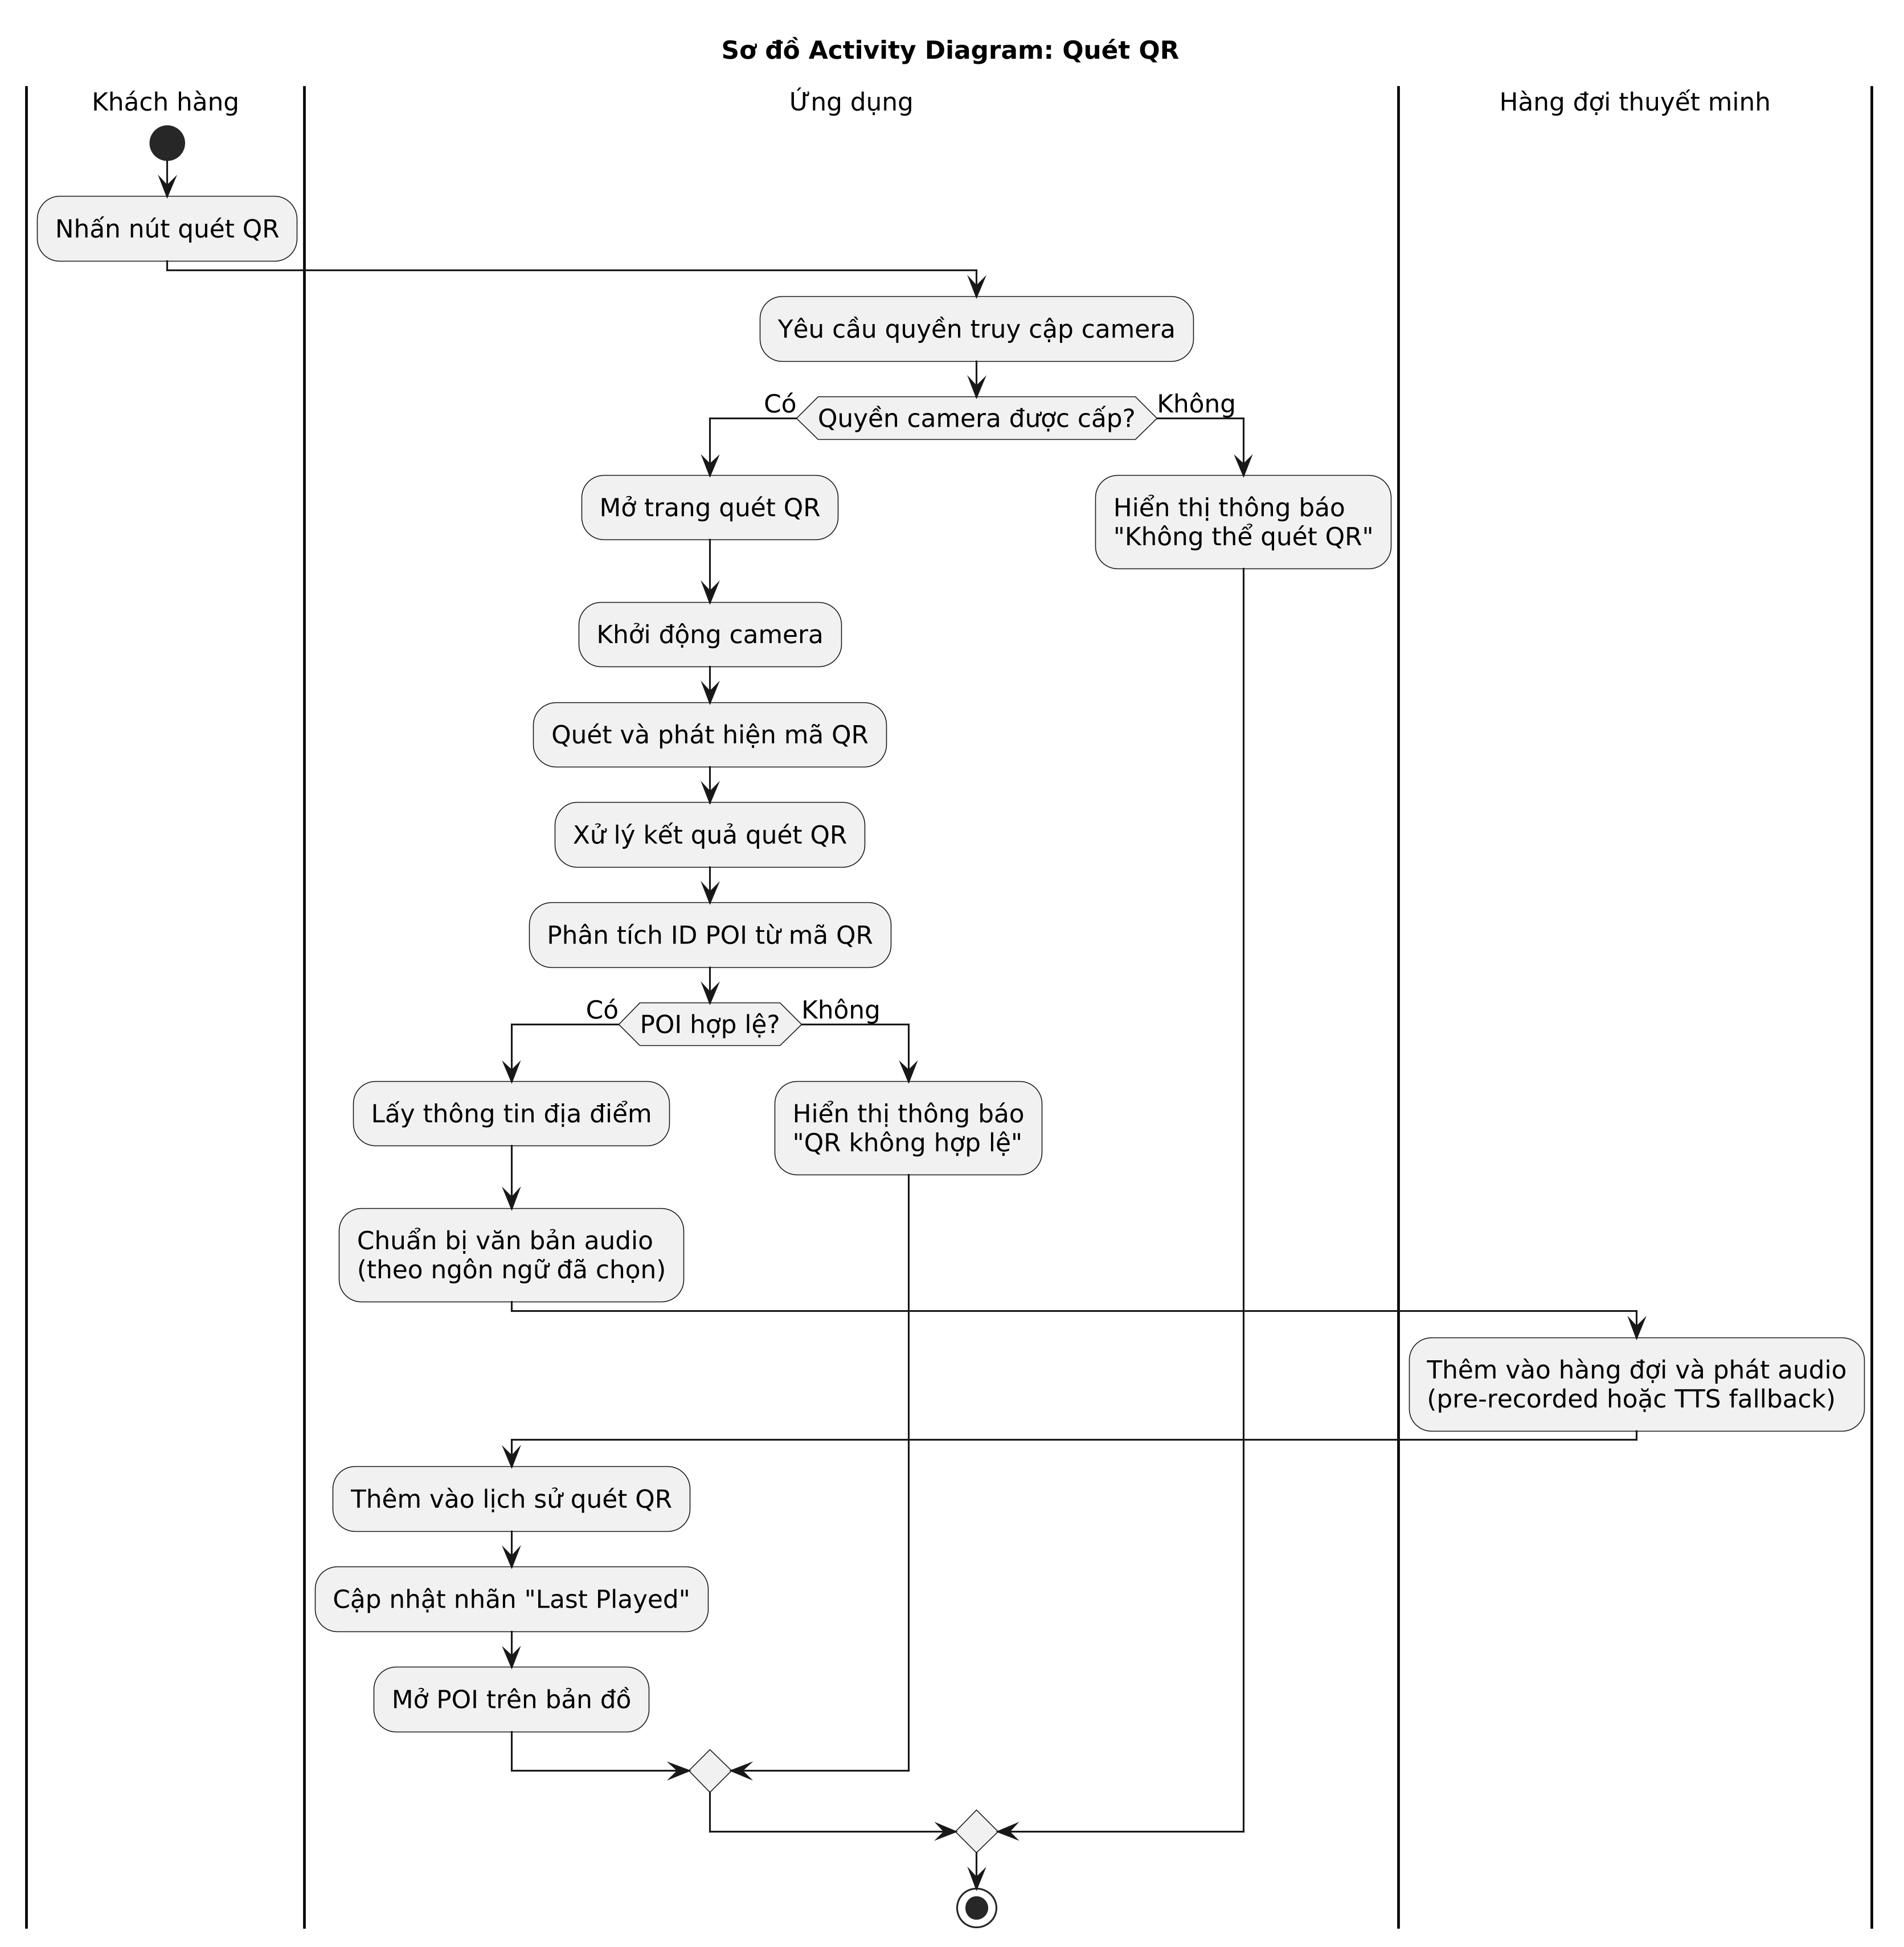 Sơ đồ Activity Diagram: Quét QR
Khách hàng
Ứng dụng
Hàng đợi thuyết minh
Nhấn nút quét QR
Yêu cầu quyền truy cập camera
Quyền camera được cấp?
Có
Không
Mở trang quét QR
Hiển thị thông báo
"Không thể quét QR"
Khởi động camera
Quét và phát hiện mã QR
Xử lý kết quả quét QR
Phân tích ID POI từ mã QR
POI hợp lệ?
Có
Không
Lấy thông tin địa điểm
Hiển thị thông báo
"QR không hợp lệ"
Chuẩn bị văn bản audio
(theo ngôn ngữ đã chọn)
Thêm vào hàng đợi và phát audio
(pre-recorded hoặc TTS fallback)
Thêm vào lịch sử quét QR
Cập nhật nhãn "Last Played"
Mở POI trên bản đồ